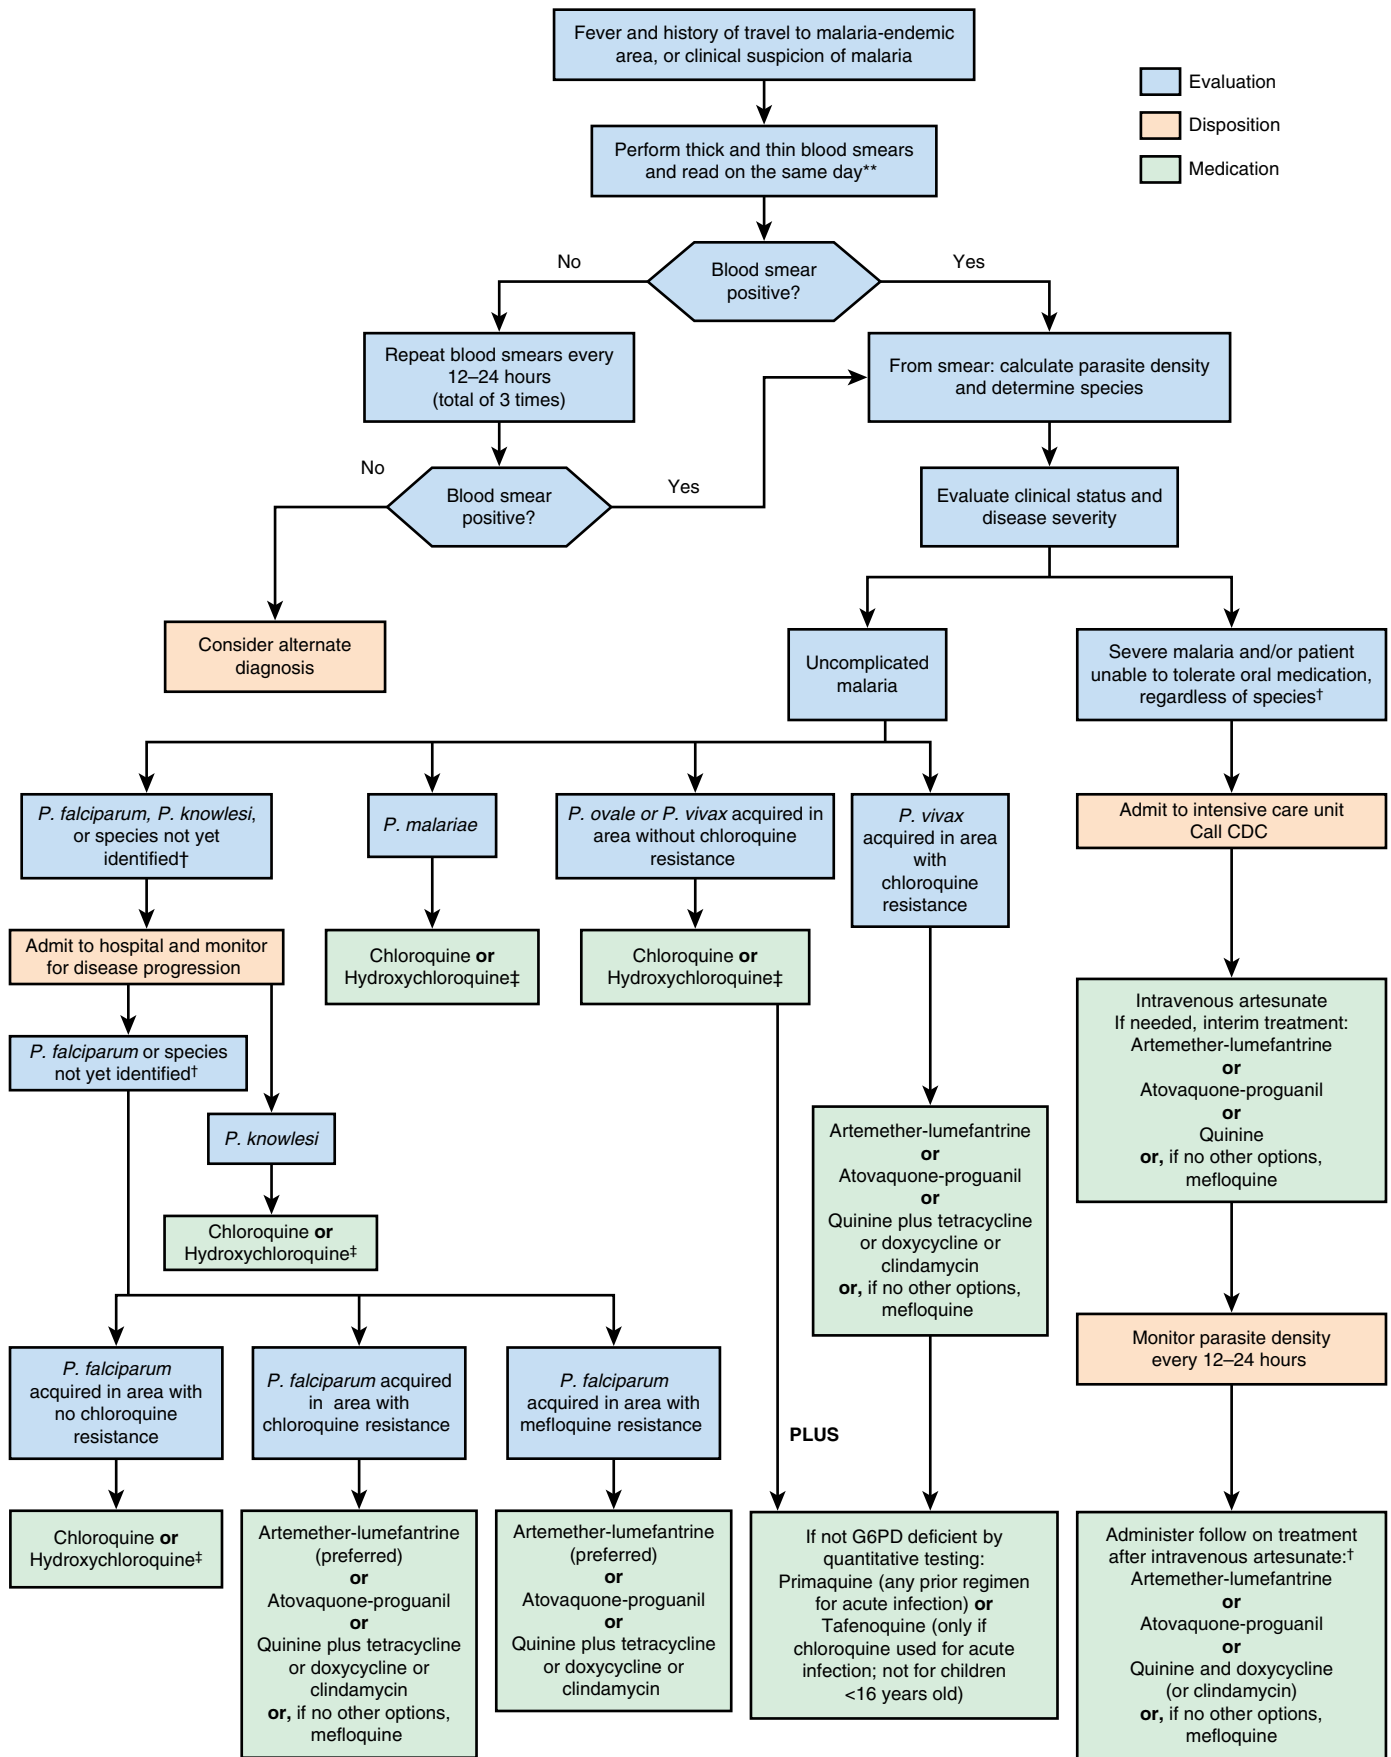 Fever and history of travel to malaria-endemic
area, or clinical suspicion of malaria
Evaluation
Disposition
Medication
Perform thick and thin blood smears
and read on the same day**
Blood smear
positive?
No
Yes
Repeat blood smears every
12–24 hours
(total of 3 times)
From smear: calculate parasite density
and determine species
Blood smear
positive?
No
Yes
Evaluate clinical status and
disease severity
Consider alternate
diagnosis
Uncomplicated
malaria
Severe malaria and/or patient
unable to tolerate oral medication,
regardless of species†
P. falciparum, P. knowlesi,
or species not yet
identified†
P. malariae
P. ovale or P. vivax acquired in
area without chloroquine
resistance
P. vivax
acquired in area
with
chloroquine
resistance
Admit to intensive care unit
Call CDC
Admit to hospital and monitor
for disease progression
Chloroquine or
Hydroxychloroquine‡
Chloroquine or
Hydroxychloroquine‡
Intravenous artesunate
If needed, interim treatment:
Artemether-lumefantrine
or
Atovaquone-proguanil
or
Quinine
or, if no other options,
mefloquine
P. falciparum or species
not yet identified†
P. knowlesi
Chloroquine or
Hydroxychloroquine‡
Artemether-lumefantrine
or
Atovaquone-proguanil
or
Quinine plus tetracycline
or doxycycline or
clindamycin
or, if no other options,
mefloquine
Monitor parasite density
every 12–24 hours
P. falciparum
acquired in area with
no chloroquine
resistance
P. falciparum acquired
in area with
chloroquine resistance
P. falciparum
acquired in area with
mefloquine resistance
PLUS
Chloroquine or
Hydroxychloroquine‡
Artemether-lumefantrine
(preferred)
or
Atovaquone-proguanil
or
Quinine plus tetracycline
or doxycycline or
clindamycin
or, if no other options,
mefloquine
Artemether-lumefantrine
(preferred)
or
Atovaquone-proguanil
or
Quinine plus tetracycline
or doxycycline or
clindamycin
If not G6PD deficient by
quantitative testing:
Primaquine (any prior regimen
for acute infection) or
Tafenoquine (only if
chloroquine used for acute
infection; not for children
<16 years old)
Administer follow on treatment
after intravenous artesunate:†
Artemether-lumefantrine
or
Atovaquone-proguanil
or
Quinine and doxycycline
(or clindamycin)
or, if no other options,
mefloquine